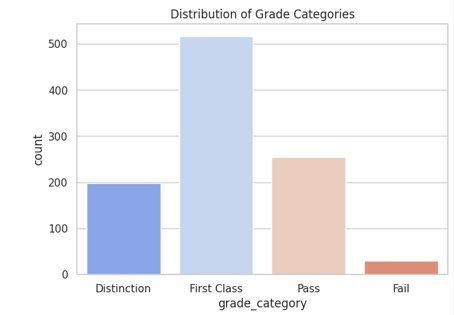 Distribution of Grade Categories
500
400
300
200
100
0
count
Distinction First Class Pass Fail
grade_category